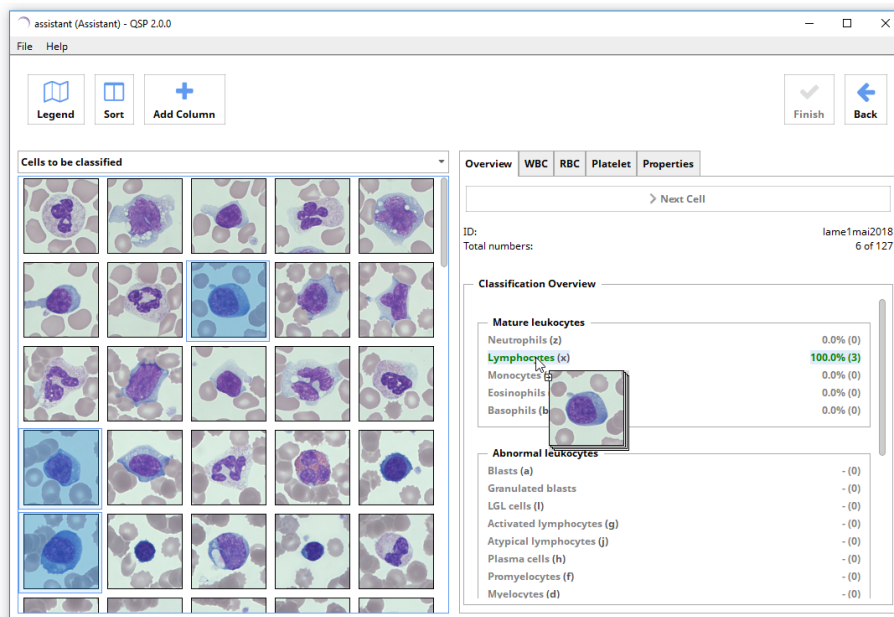 assistant (Assistant) - QSP 2.0.0
File Help
Legend Sort Add Column Finish Back
Cells to be classified
Overview WBC RBC Platelet Properties
Next Cell
ID: lame1mai2018
Total numbers: 6 of 127
Classification Overview
Mature leukocytes
Neutrophils (z) 0.0% (0)
Lymphocytes (x) 100.0% (3)
Monocytes 0.0% (0)
Eosinophils 0.0% (0)
Basophils (b 0.0% (0)
Abnormal leukocytes
Blasts (a) - (0)
Granulated blasts - (0)
LGL cells (l) - (0)
Activated lymphocytes (g) - (0)
Atypical lymphocytes (j) - (0)
Plasma cells (h) - (0)
Promyelocytes (f) - (0)
Myelocytes (d) - (0)